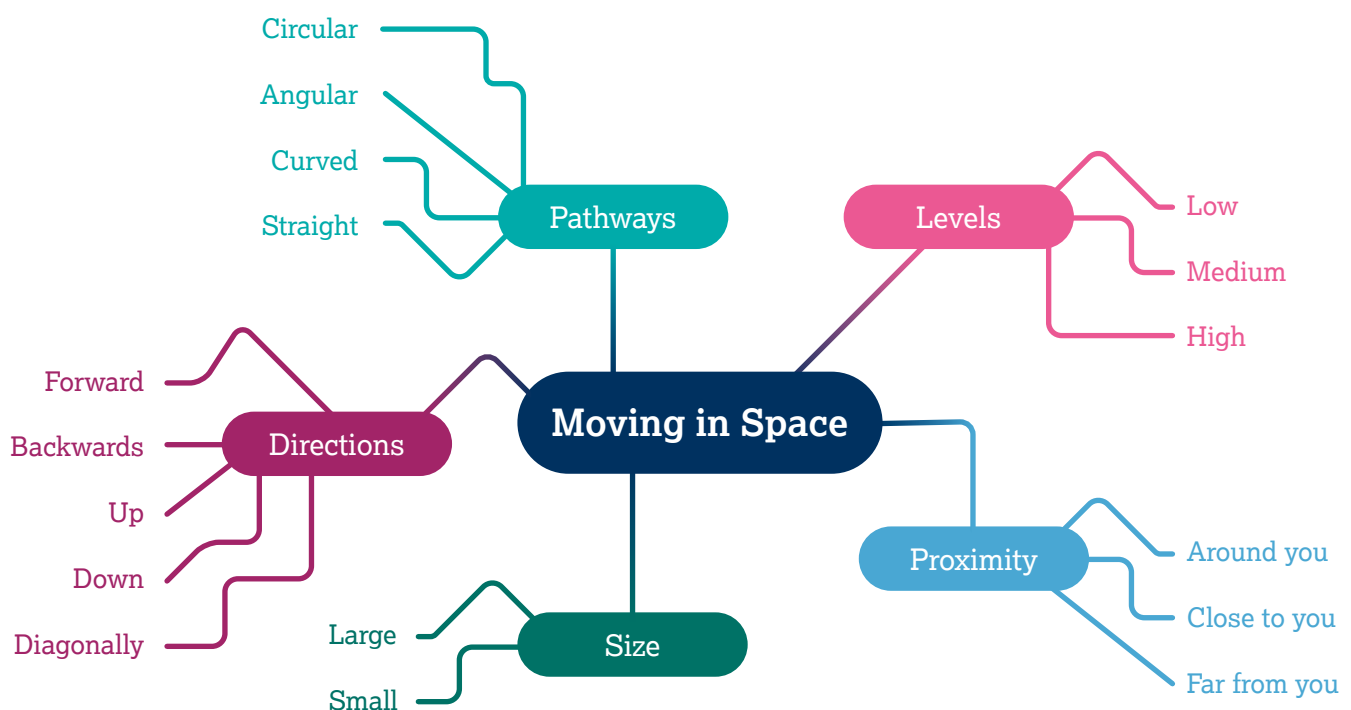 Circular
Angular
Curved
Straight
Pathways
Levels
Low
Medium
High
Moving in Space
Forward
Backwards
Up
Down
Diagonally
Directions
Large
Small
Size
Proximity
Around you
Close to you
Far from you